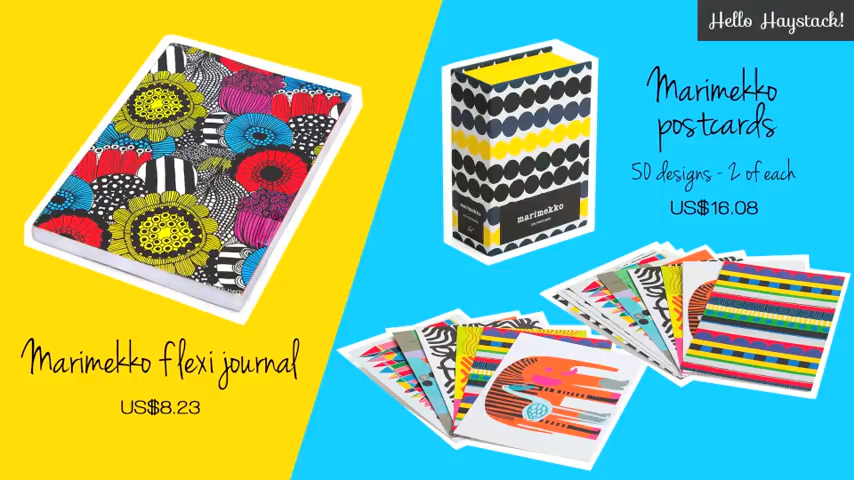 Hello Haystack!
Marimekko flexi journal
US$8.23
marimekko
marimekko
Marimekko
postcards
50 designs - 2 of each
US$16.08